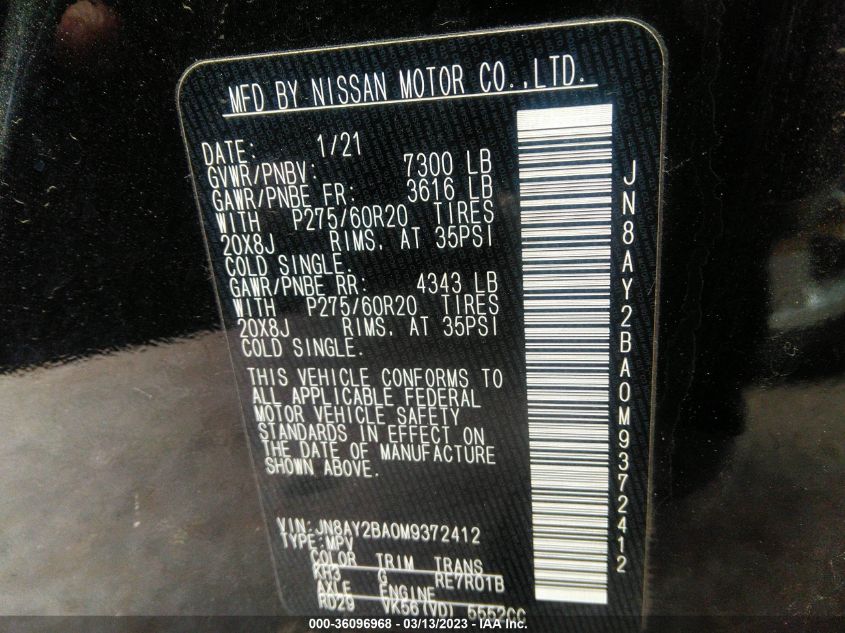 MFD BY NISSAN MOTOR CO.,LTD.
DATE: 1/21
GVWR/PNBV: 7300 LB
GAWR/PNBE FR: 3616 LB
WITH P275/60R20 TIRES
20X8J RIMS. AT 35PSI
COLD SINGLE.
GAWR/PNBE RR: 4343 LB
WITH P275/60R20 TIRES
20X8J RIMS. AT 35PSI
COLD SINGLE.
THIS VEHICLE CONFORMS TO
ALL APPLICABLE FEDERAL
MOTOR VEHICLE SAFETY
STANDARDS IN EFFECT ON
THE DATE OF MANUFACTURE
SHOWN ABOVE.
VIN:JN8AY2BA0M9372412
TYPE:MPV
COLOR TRIM TRANS
KH3 G RE7R01B
AXLE ENGINE
RD29 VK56(VD) 5552CC
JN8AY2BA0M9372412
000-36096968 - 03/13/2023 - IAA Inc.